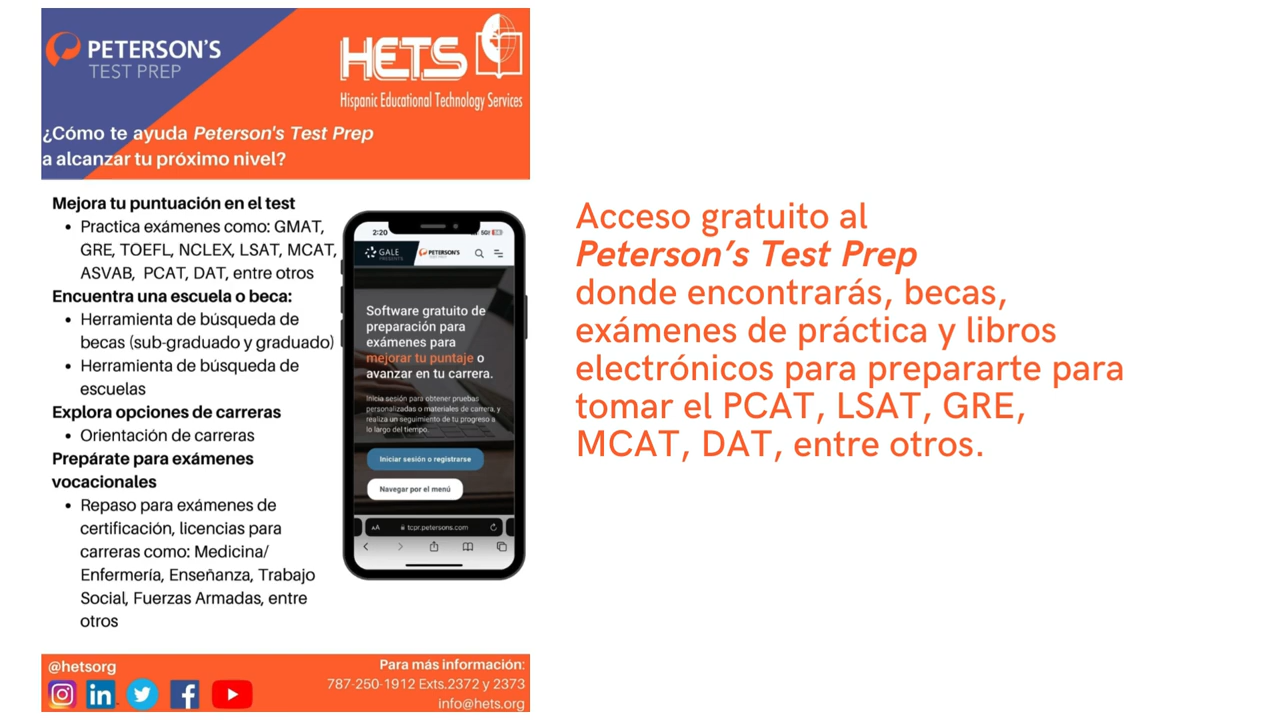 PETERSON'S
TEST PREP
HETS
Hispanic Educational Technology Services
¿Cómo te ayuda Peterson's Test Prep
a alcanzar tu próximo nivel?
Mejora tu puntuación en el test
• Practica exámenes como: GMAT,
GRE, TOEFL, NCLEX, LSAT, MCAT,
ASVAB, PCAT, DAT, entre otros
Encuentra una escuela o beca:
• Herramienta de búsqueda de
becas (sub-graduado y graduado)
• Herramienta de búsqueda de
escuelas
Explora opciones de carreras
• Orientación de carreras
Prepárate para exámenes
vocacionales
• Repaso para exámenes de
certificación, licencias para
carreras como: Medicina/
Enfermería, Enseñanza, Trabajo
Social, Fuerzas Armadas, entre
otros
2:20
5G
GALE
PRESENTS
PETERSON'S
TEST PREP
Software gratuito de
preparación para
exámenes para
mejorar tu puntaje o
avanzar en tu carrera.
Inicia sesión para obtener pruebas
personalizadas o materiales de carrera, y
realiza un seguimiento de tu progreso a
lo largo del tiempo.
Iniciar sesión o registrarse
Navegar por el menú
AA
tcpr.petersons.com
@hetsorg
Para más información:
787-250-1912 Exts.2372 y 2373
info@hets.org
Acceso gratuito al
Peterson's Test Prep
donde encontrarás, becas,
exámenes de práctica y libros
electrónicos para prepararte para
tomar el PCAT, LSAT, GRE,
MCAT, DAT, entre otros.